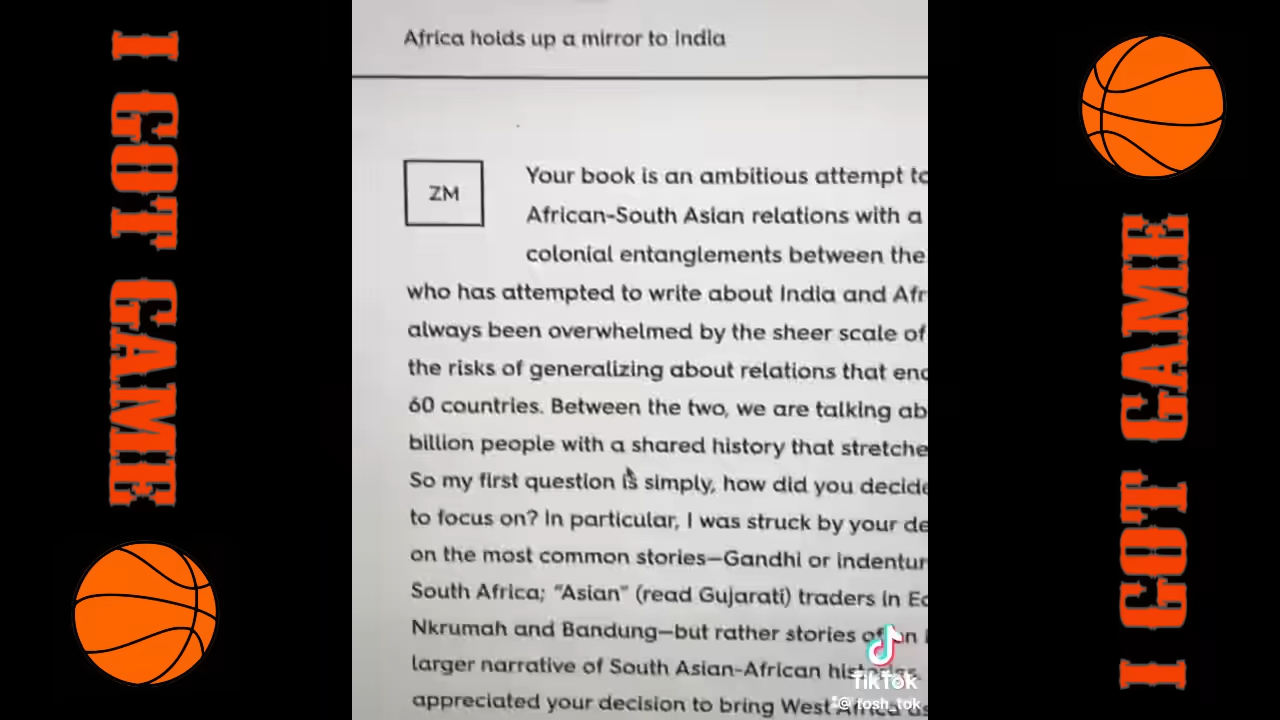 I GOT GAME
Africa holds up a mirror to India
ZM
Your book is an ambitious attempt to
African-South Asian relations with a
colonial entanglements between the
who has attempted to write about India and Afr
always been overwhelmed by the sheer scale of
the risks of generalizing about relations that enc
60 countries. Between the two, we are talking ab
billion people with a shared history that stretche
So my first question is simply, how did you decide
to focus on? In particular, I was struck by your de
on the most common stories—Gandhi or indentur
South Africa; "Asian" (read Gujarati) traders in Ea
Nkrumah and Bandung—but rather stories of an
larger narrative of South Asian-African histories.
appreciated your decision to bring West Africa as
TikTok
@ tosh_tok
I GOT GAME